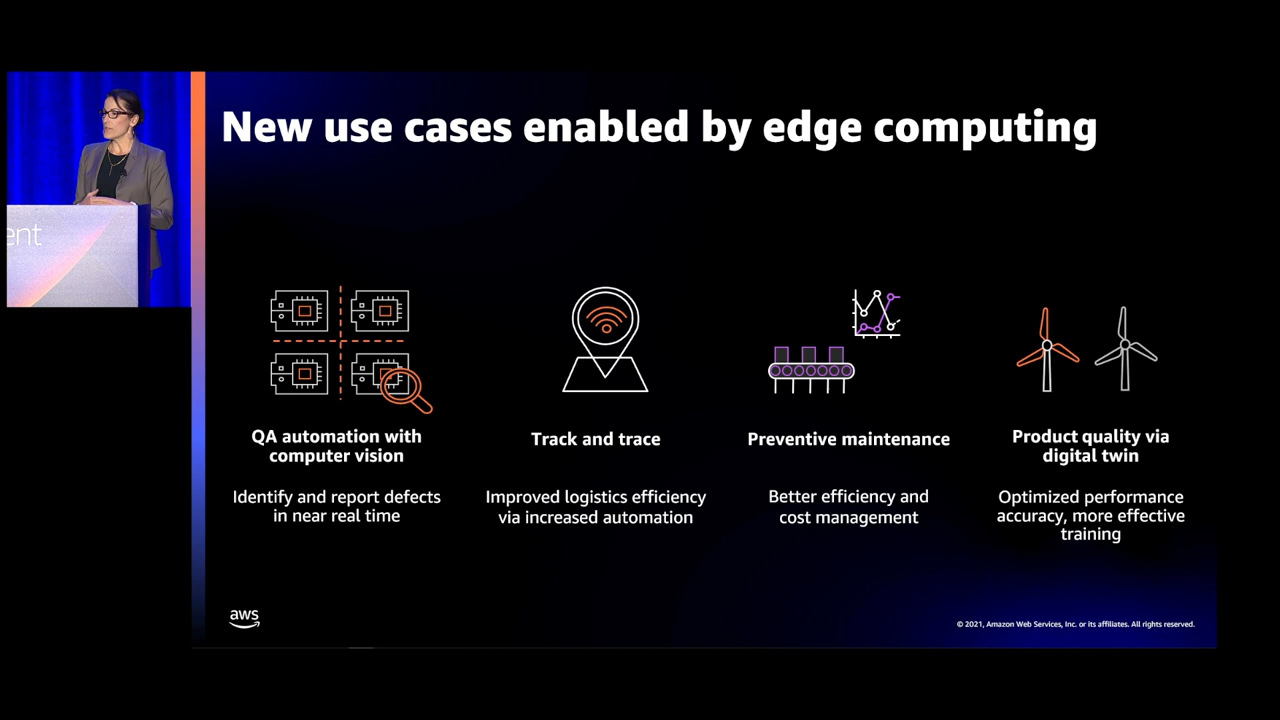 New use cases enabled by edge computing
ent
QA automation with
computer vision
Identify and report defects
in near real time
Track and trace
Improved logistics efficiency
via increased automation
Preventive maintenance
Better efficiency and
cost management
Product quality via
digital twin
Optimized performance
accuracy, more effective
training
aws
© 2021, Amazon Web Services, Inc. or its affiliates. All rights reserved.